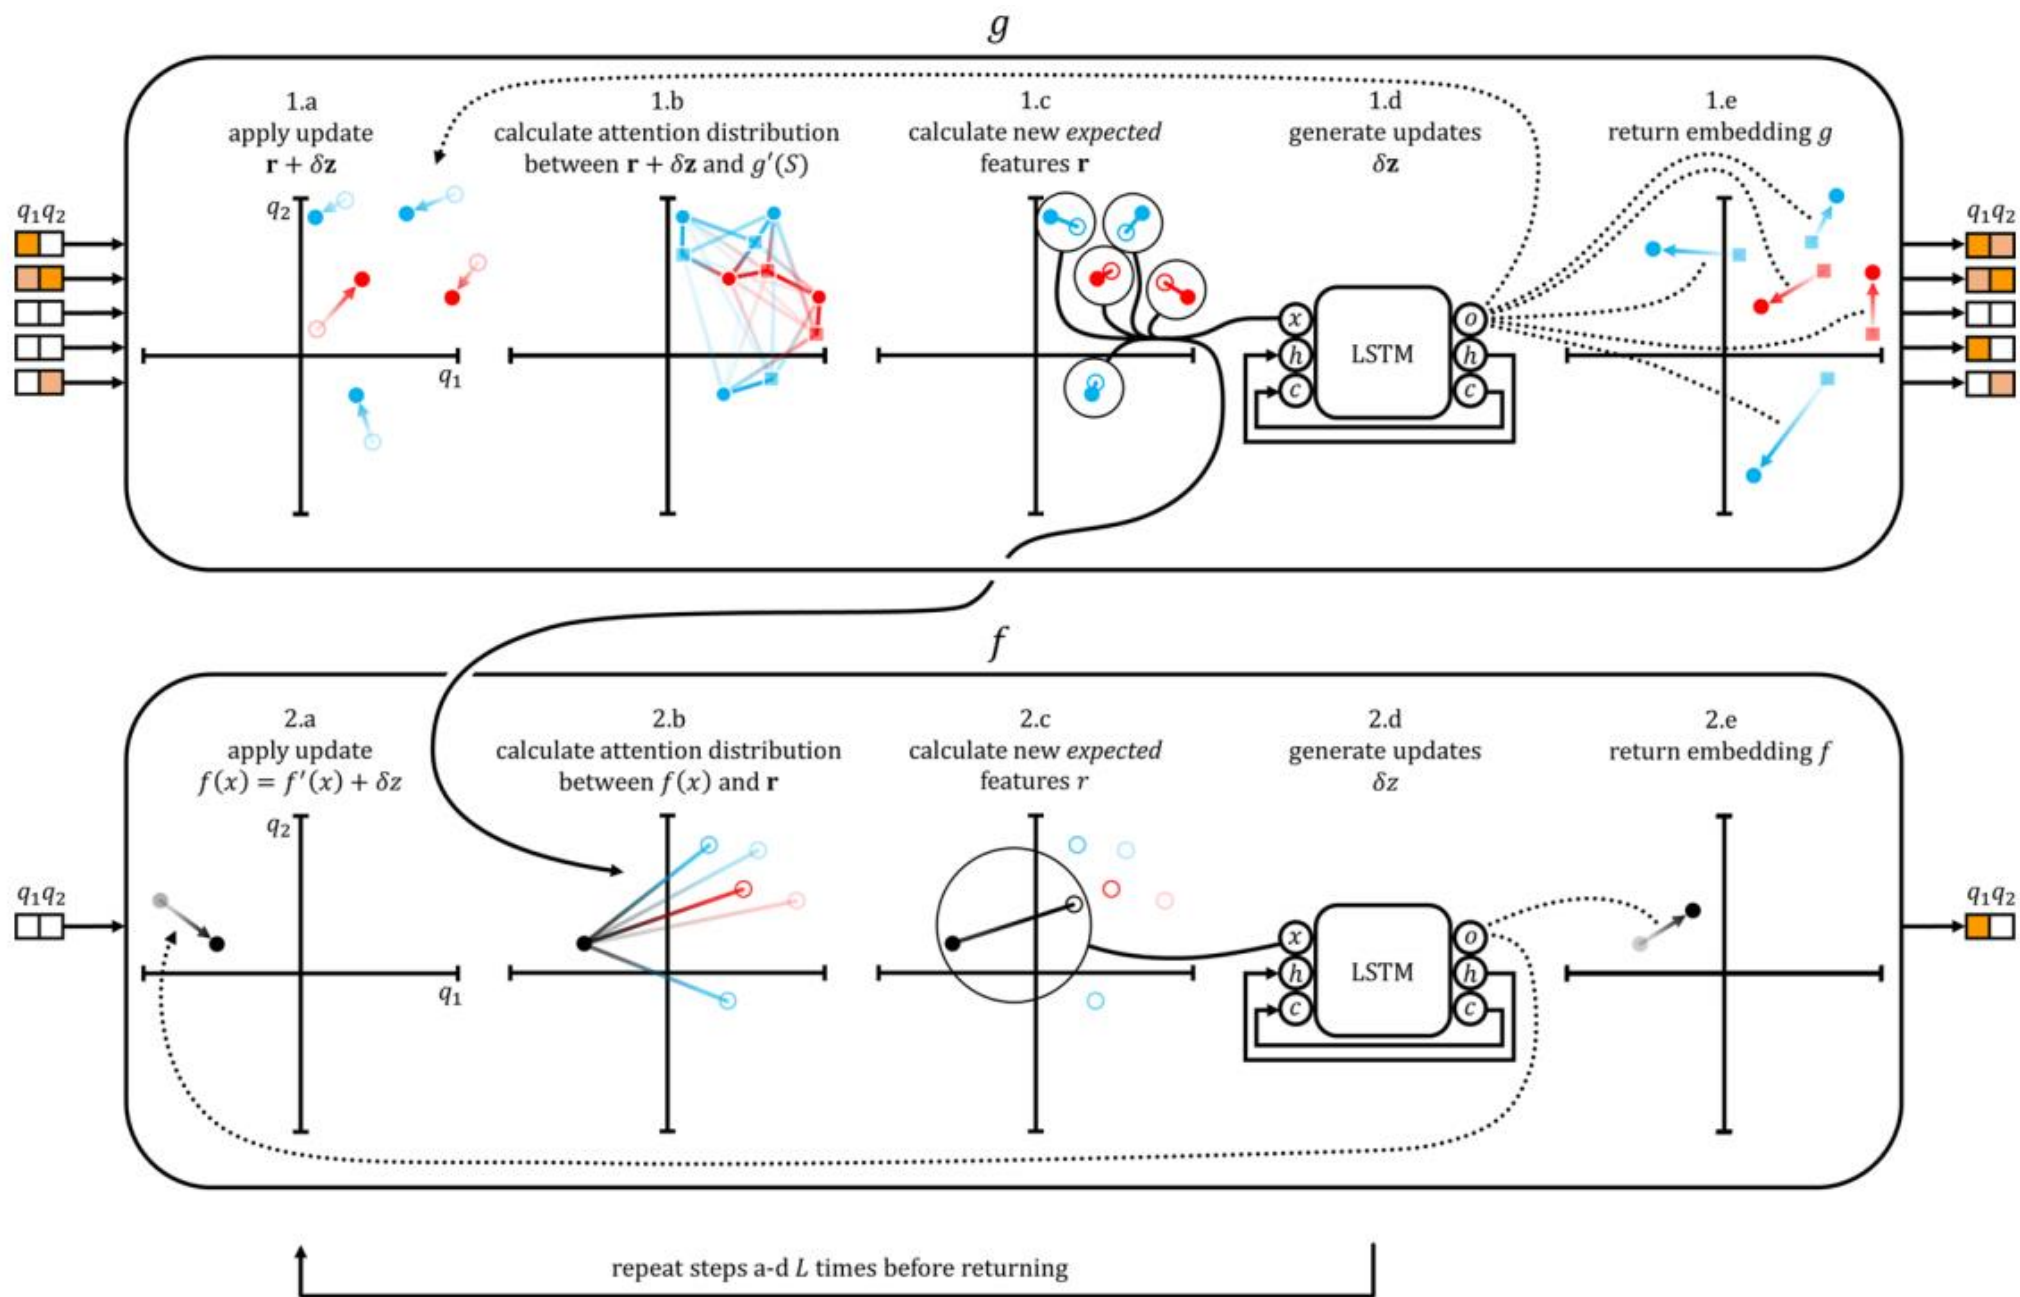 g
1.a
apply update
r + δz
1.b
calculate attention distribution
between r + δz and g′(S)
1.c
calculate new expected
features r
1.d
generate updates
δz
1.e
return embedding g
q₁q₂
q₂
q₁
x
h
c
LSTM
o
h
c
q₁q₂
f
2.a
apply update
f(x) = f′(x) + δz
2.b
calculate attention distribution
between f(x) and r
2.c
calculate new expected
features r
2.d
generate updates
δz
2.e
return embedding f
q₁q₂
q₂
q₁
x
h
c
LSTM
o
h
c
q₁q₂
repeat steps a-d L times before returning